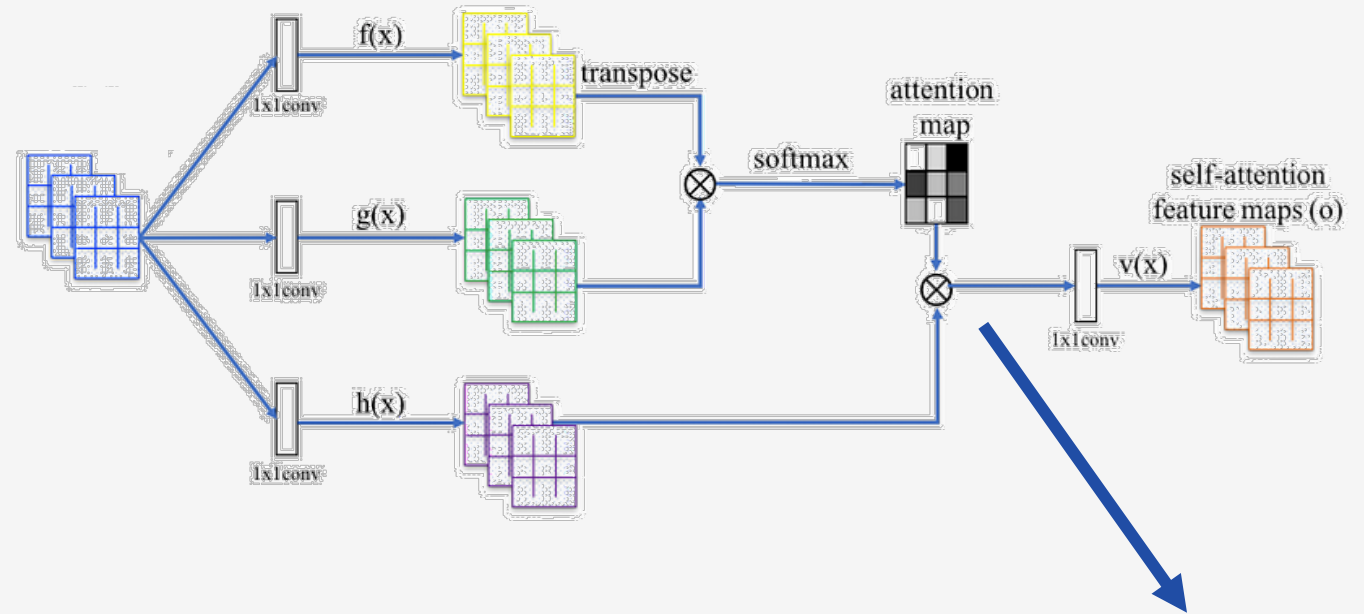 f(x)
1x1conv
transpose
g(x)
1x1conv
h(x)
1x1conv
softmax
attention
map
1x1conv
v(x)
self-attention
feature maps (o)